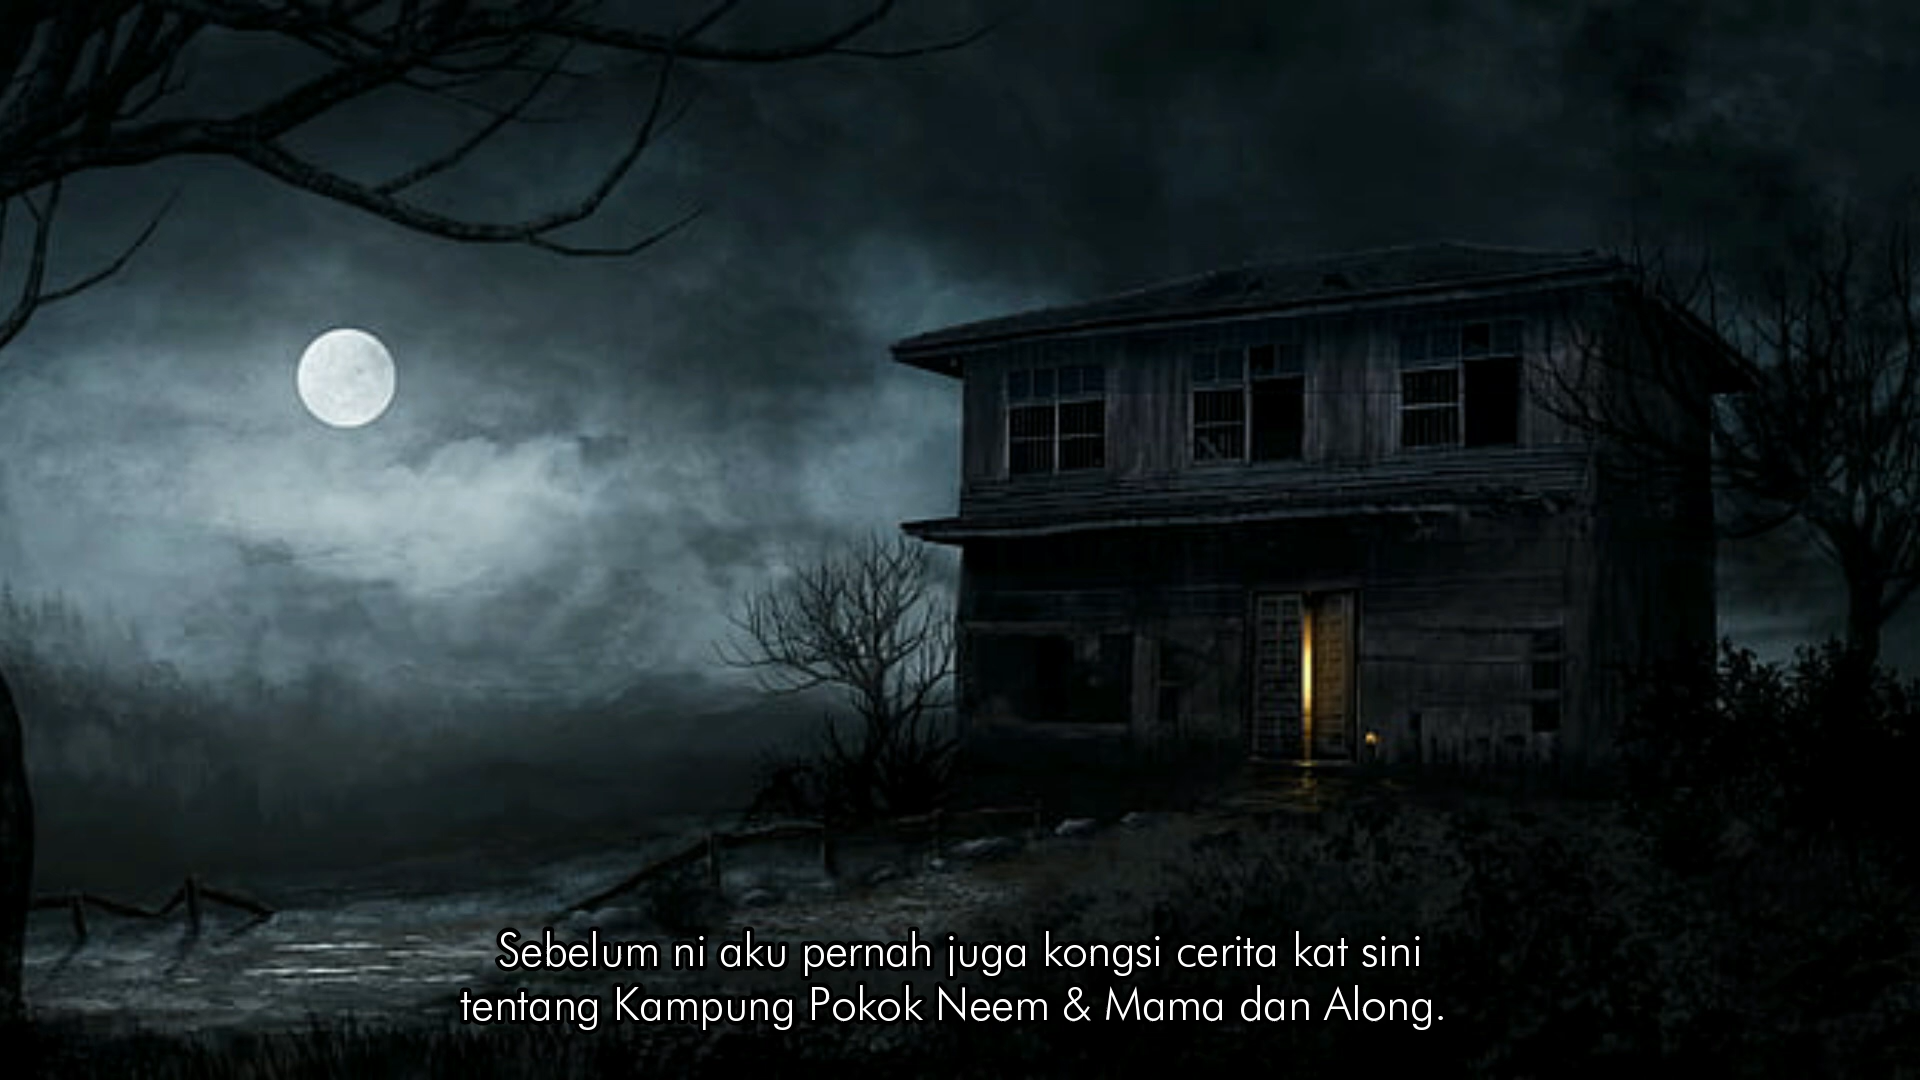 Sebelum ni aku pernah juga kongsi cerita kat sini
tentang Kampung Pokok Neem & Mama dan Along.